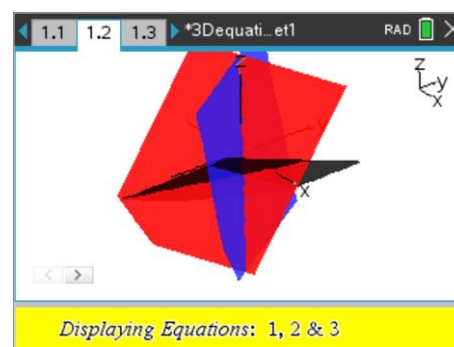 1.1 1.2 1.3 *3Dequati…et1 RAD
z
z
y
x
x
Displaying Equations: 1, 2 & 3